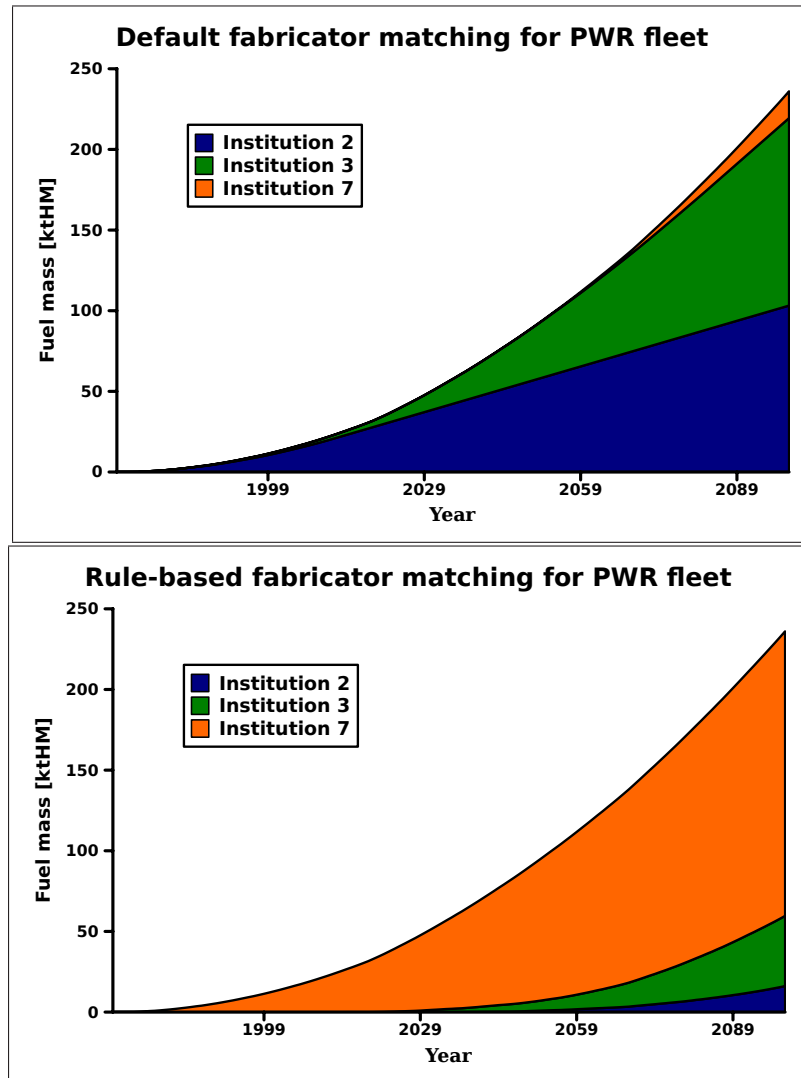 Default fabricator matching for PWR fleet
250
200
150
100
50
0
Fuel mass [ktHM]
Institution 2
Institution 3
Institution 7
1999 2029 2059 2089
Year
Rule-based fabricator matching for PWR fleet
250
200
150
100
50
0
Fuel mass [ktHM]
Institution 2
Institution 3
Institution 7
1999 2029 2059 2089
Year